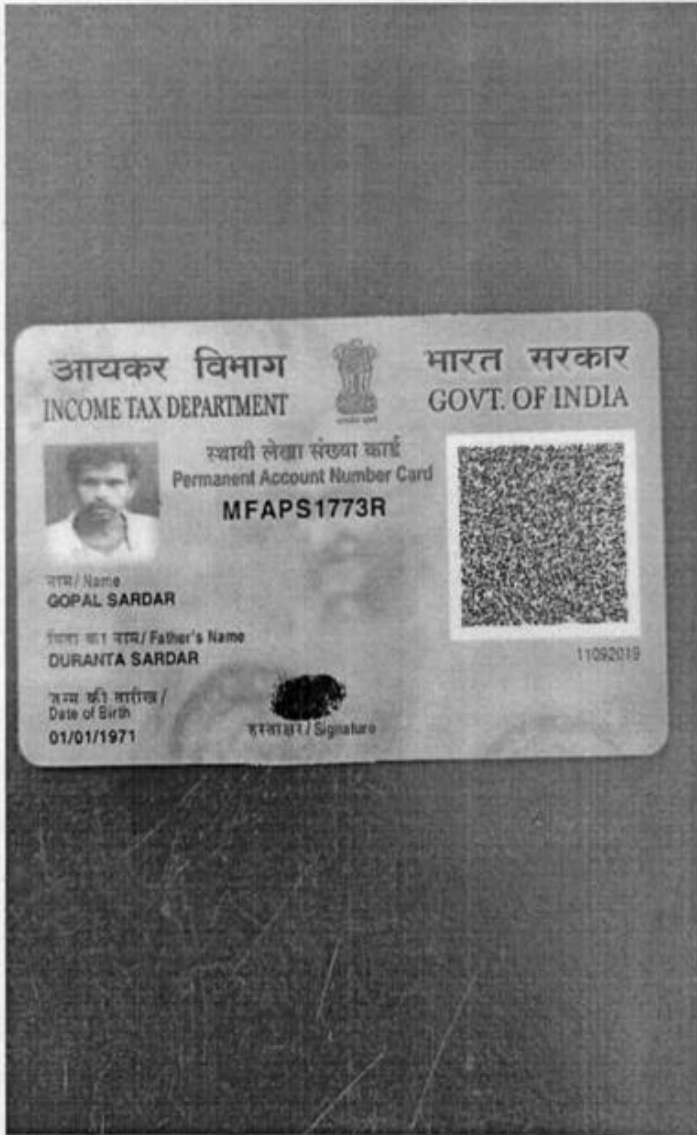 आयकर विभाग
INCOME TAX DEPARTMENT
भारत सरकार
GOVT. OF INDIA
स्थायी लेखा संख्या कार्ड
Permanent Account Number Card
MFAPS1773R
नाम / Name
GOPAL SARDAR
पिता का नाम / Father's Name
DURANTA SARDAR
जन्म की तारीख /
Date of Birth
01/01/1971
हस्ताक्षर / Signature
11092019